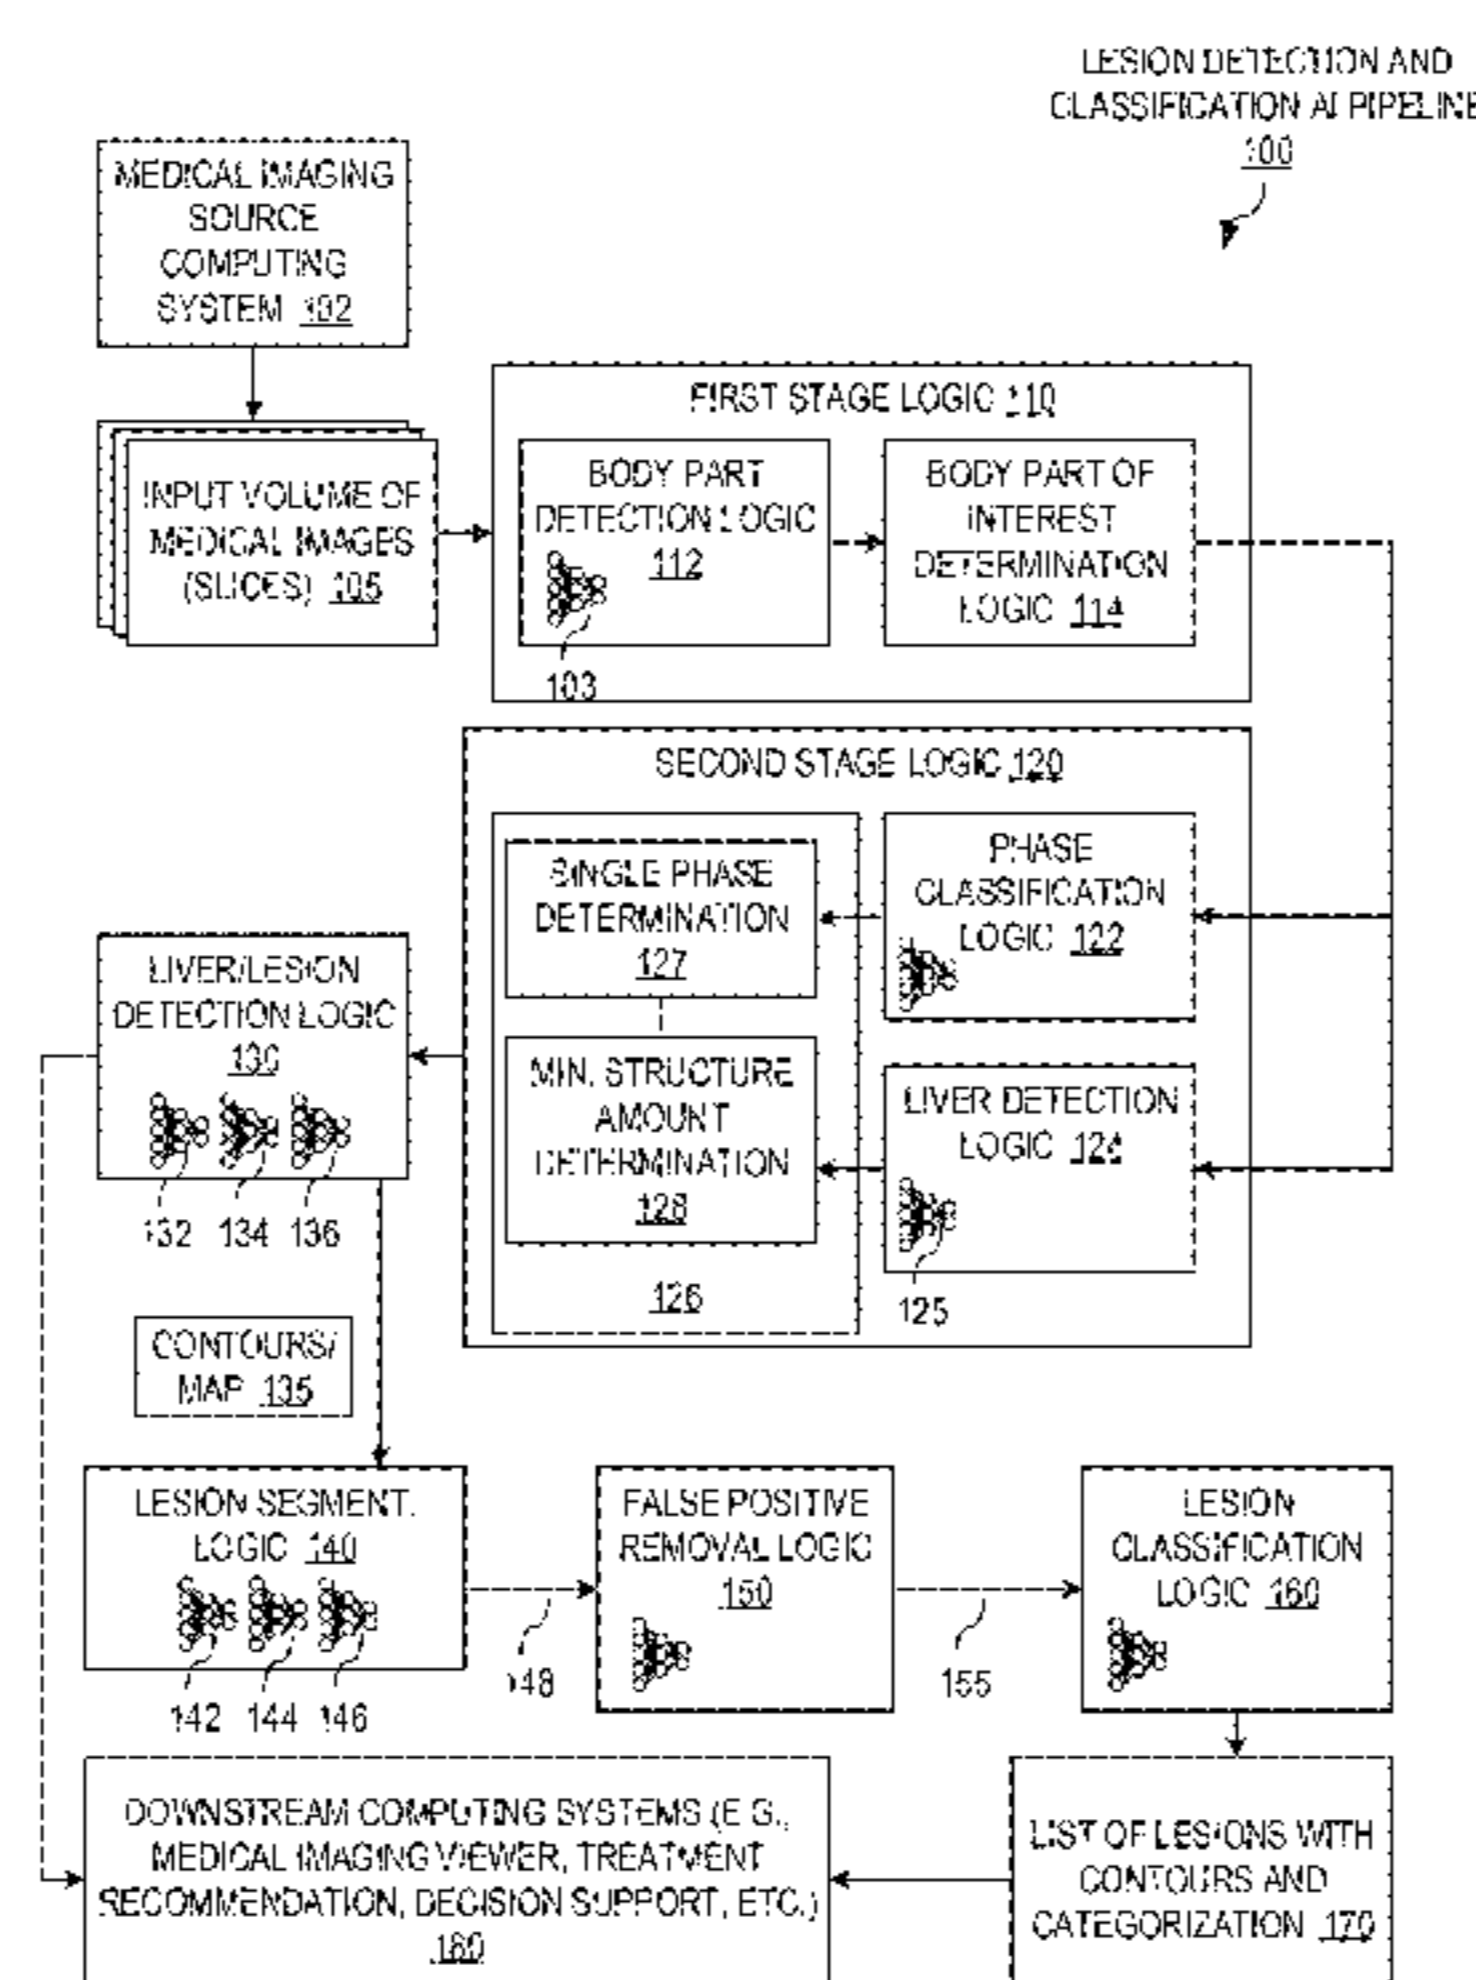 LESION DETECTION AND
CLASSIFICATION AI PIPELINE
100
MEDICAL IMAGING
SOURCE
COMPUTING
SYSTEM 102
INPUT VOLUME OF
MEDICAL IMAGES
(SLICES) 105
FIRST STAGE LOGIC 110
BODY PART
DETECTION LOGIC
112
103
BODY PART OF
INTEREST
DETERMINATION
LOGIC 114
SECOND STAGE LOGIC 120
SINGLE PHASE
DETERMINATION
127
PHASE
CLASSIFICATION
LOGIC 122
MIN. STRUCTURE
AMOUNT
DETERMINATION
128
126
LIVER DETECTION
LOGIC 124
125
LIVER/LESION
DETECTION LOGIC
130
132 134 136
CONTOURS/
MAP 135
LESION SEGMENT.
LOGIC 140
142 144 146
148
FALSE POSITIVE
REMOVAL LOGIC
150
155
LESION
CLASSIFICATION
LOGIC 160
DOWNSTREAM COMPUTING SYSTEMS (E.G.,
MEDICAL IMAGING VIEWER, TREATMENT
RECOMMENDATION, DECISION SUPPORT, ETC.)
180
LIST OF LESIONS WITH
CONTOURS AND
CATEGORIZATION 170